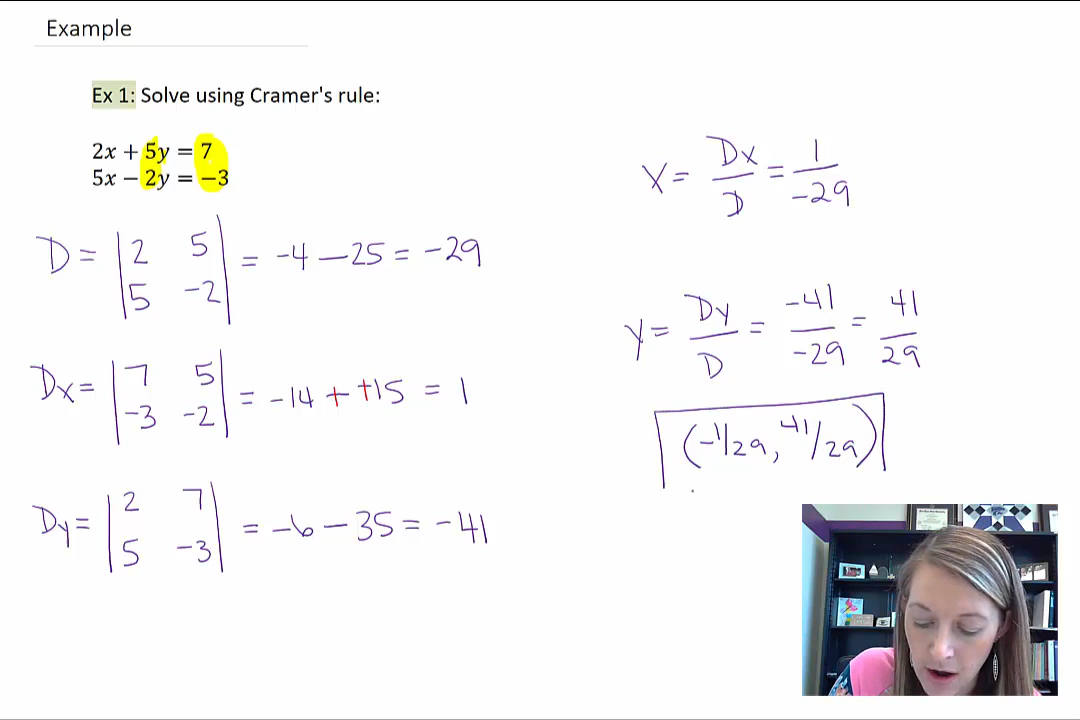 Example
Ex 1: Solve using Cramer's rule:
2x + 5y = 7
5x − 2y = −3
D = | 2 5 | = -4 - 25 = -29
| 5 -2 |
Dx = | 7 5 | = -14 + +15 = 1
| -3 -2 |
Dy = | 2 7 | = -6 - 35 = -41
| 5 -3 |
x = Dx/D = 1/-29
y = Dy/D = -41/-29 = 41/29
(-1/29, 41/29)